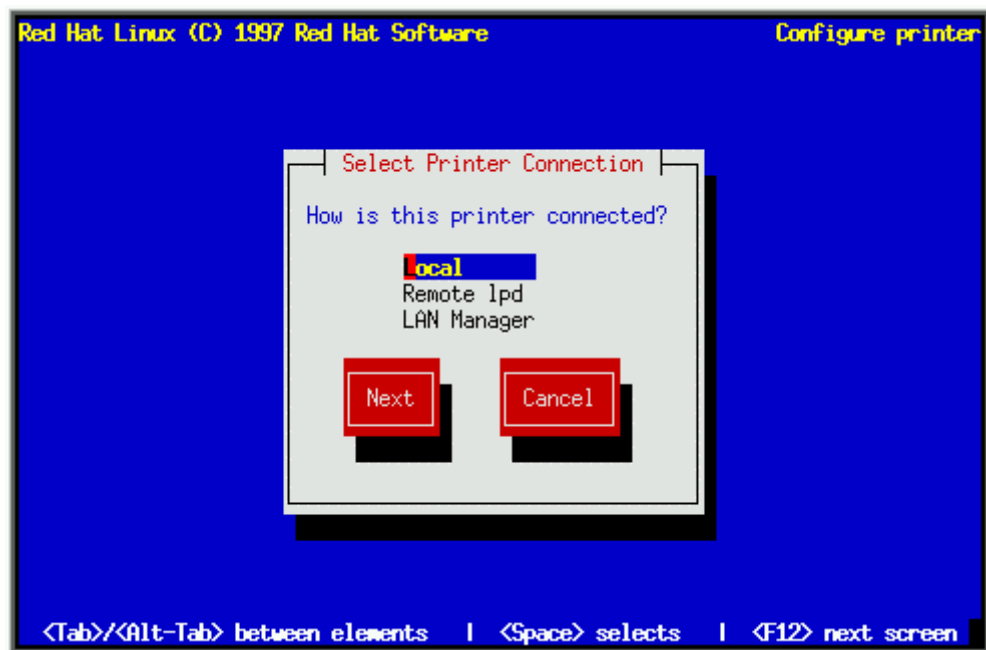 Red Hat Linux (C) 1997 Red Hat Software Configure printer
Select Printer Connection
How is this printer connected?
Local
Remote lpd
LAN Manager
Next Cancel
<Tab>/<Alt-Tab> between elements | <Space> selects | <F12> next screen